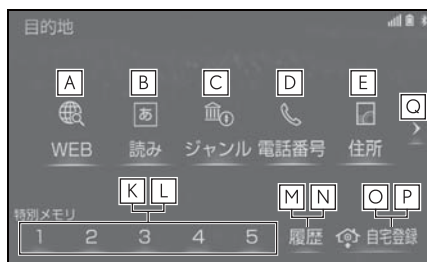 目的地
A B C D E
あ
Q
WEB 読み ジャンル 電話番号 住所
K L M N O P
特別メモリ
1 2 3 4 5 履歴 自宅登録